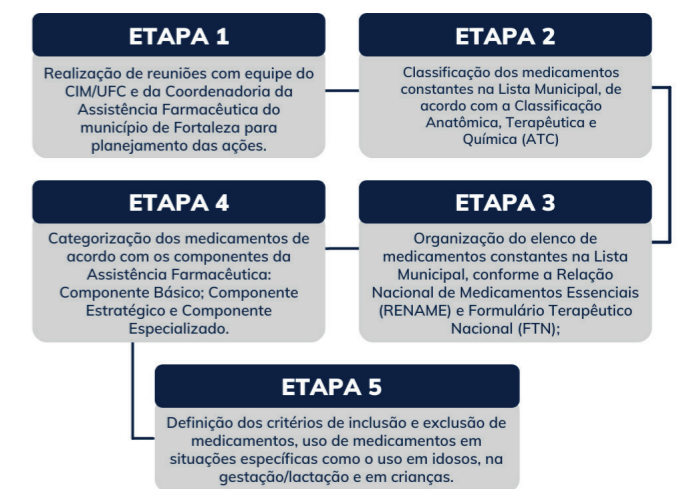 ETAPA 1
Realização de reuniões com equipe do
CIM/UFC e da Coordenadoria da
Assistência Farmacêutica do
município de Fortaleza para
planejamento das ações.
ETAPA 2
Classificação dos medicamentos
constantes na Lista Municipal, de
acordo com a Classificação
Anatômica, Terapêutica e
Química (ATC)
ETAPA 3
Organização do elenco de
medicamentos constantes na Lista
Municipal, conforme a Relação
Nacional de Medicamentos Essenciais
(RENAME) e Formulário Terapêutico
Nacional (FTN);
ETAPA 4
Categorização dos medicamentos de
acordo com os componentes da
Assistência Farmacêutica:
Componente Básico; Componente
Estratégico e Componente
Especializado.
ETAPA 5
Definição dos critérios de inclusão e exclusão de
medicamentos, uso de medicamentos em
situações específicas como o uso em idosos, na
gestação/lactação e em crianças.